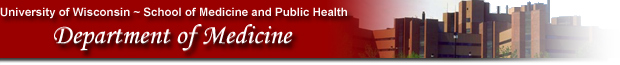 University of Wisconsin ~ School of Medicine and Public Health
Department of Medicine